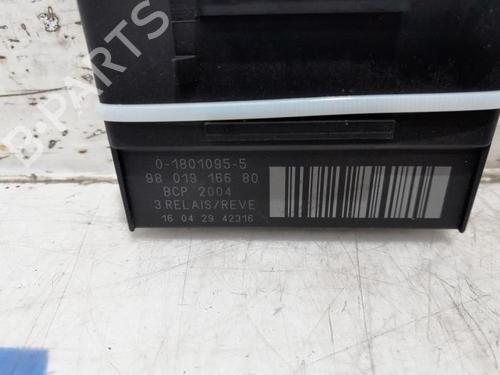 B-PARTS
0-1801095-5
98 019 166 80
BCP 2004
3 RELAIS/REVE
16 04 29 42316